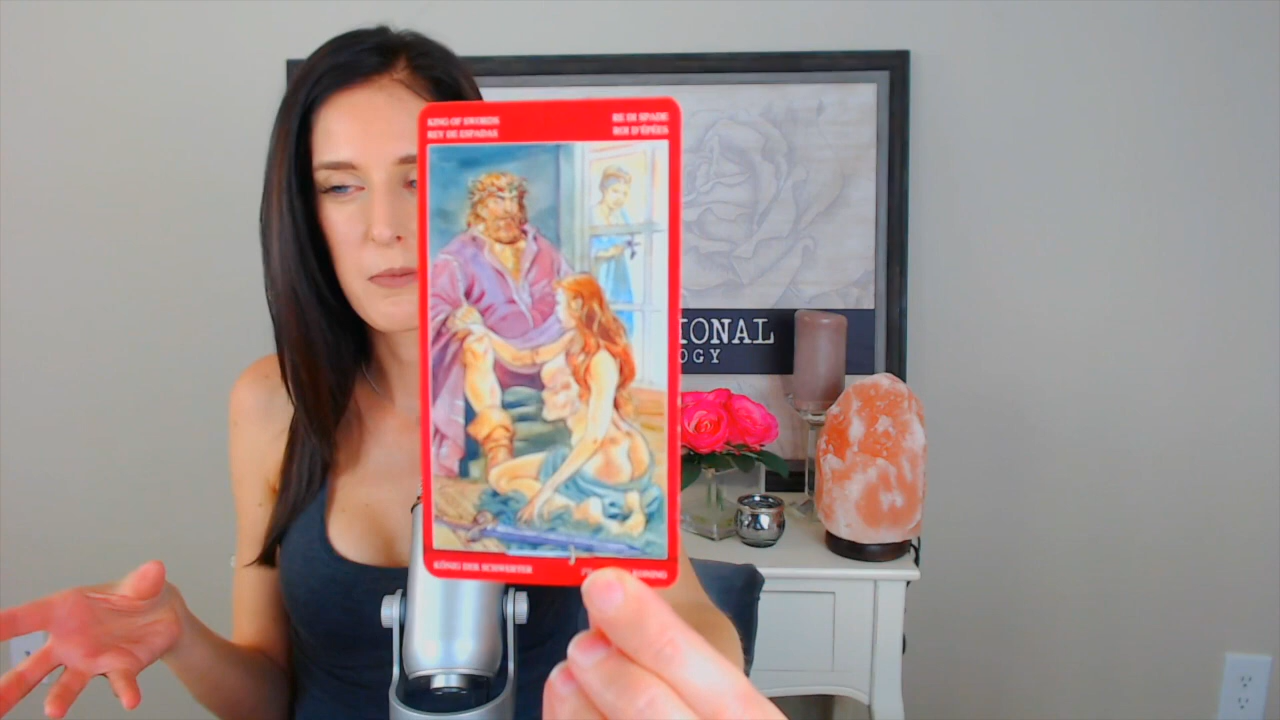 KING OF SWORDS
REY DE ESPADAS
RE DI SPADE
ROI D'ÉPÉES
IONAL
OGY
KÖNIG DER SCHWERTER